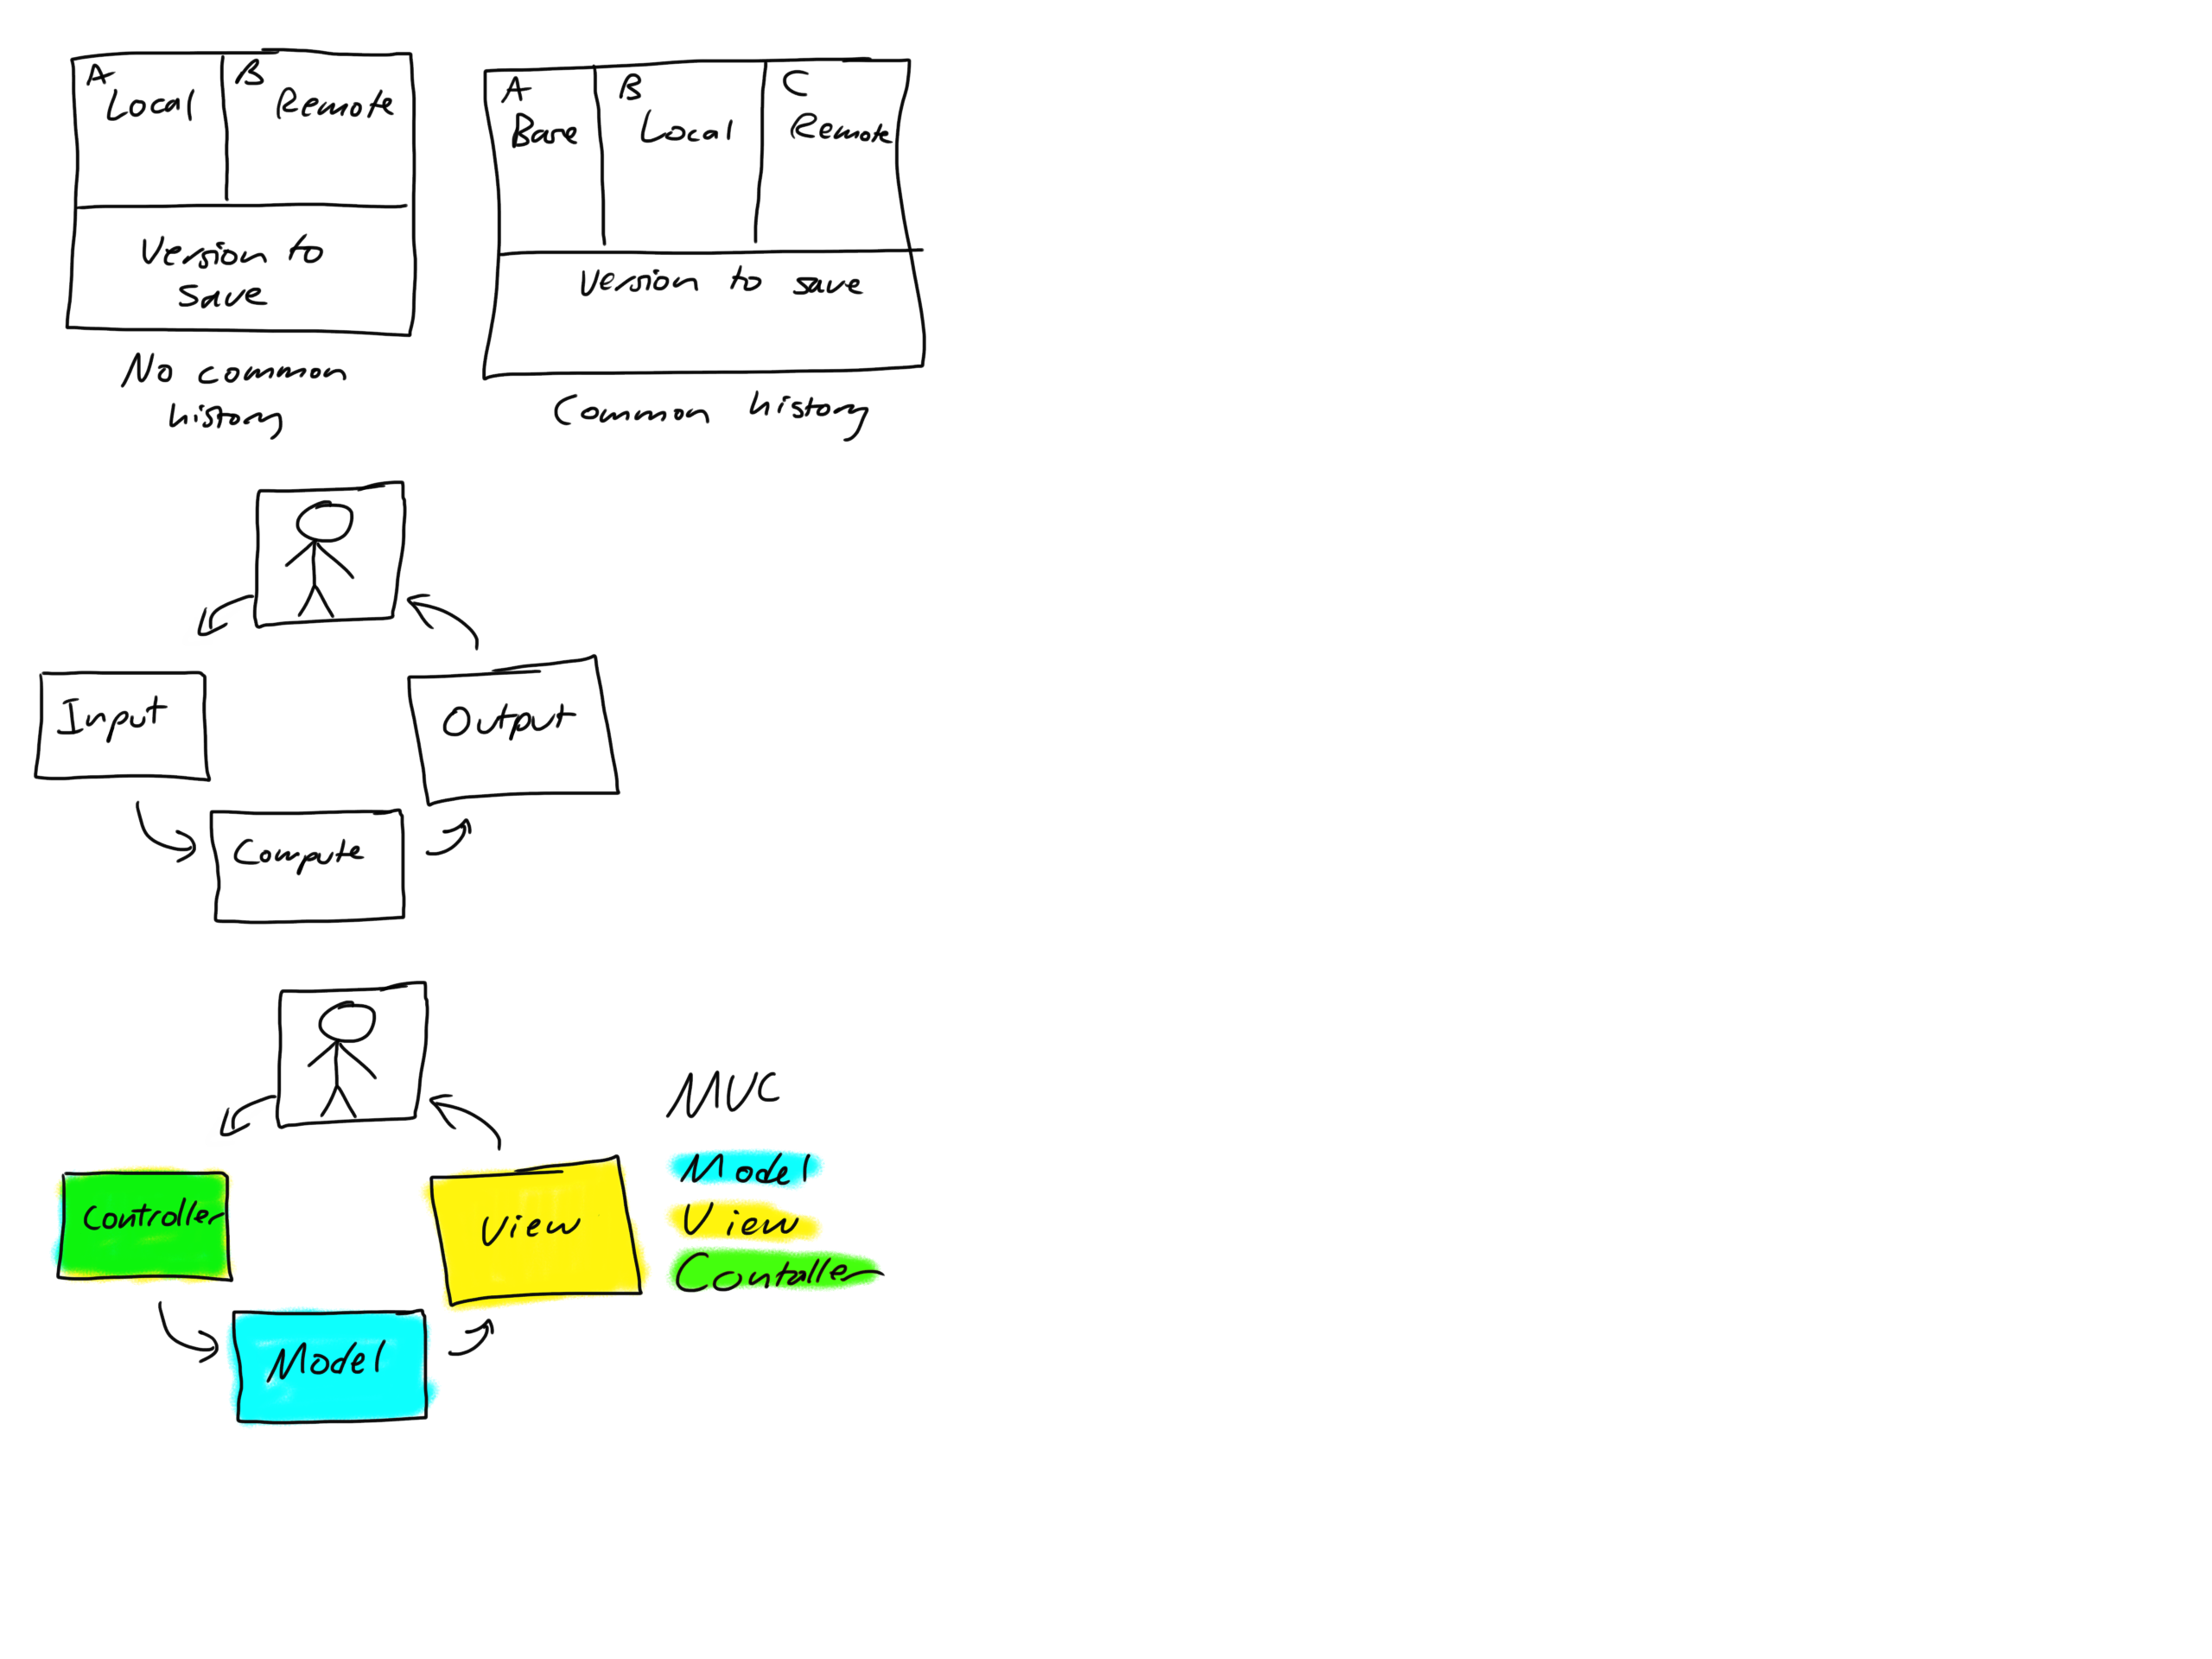 A
Local
B
Remote
Version to
save
No common
history
A
Base
B
Local
C
Remote
Version to save
Common history
Input
Output
Compute
MVC
Model
View
Controller
Controller
View
Model